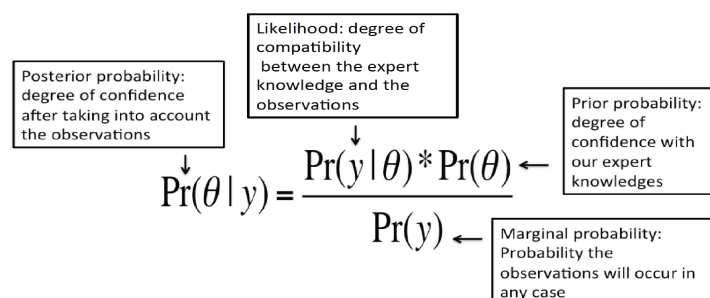 Likelihood: degree of
compatibility
between the expert
knowledge and the
observations
Posterior probability:
degree of confidence
after taking into account
the observations
Prior probability:
degree of
confidence with
our expert
knowledges
Pr(θ|y) = Pr(y|θ)*Pr(θ)
Pr(y)
Marginal probability:
Probability the
observations will occur in
any case